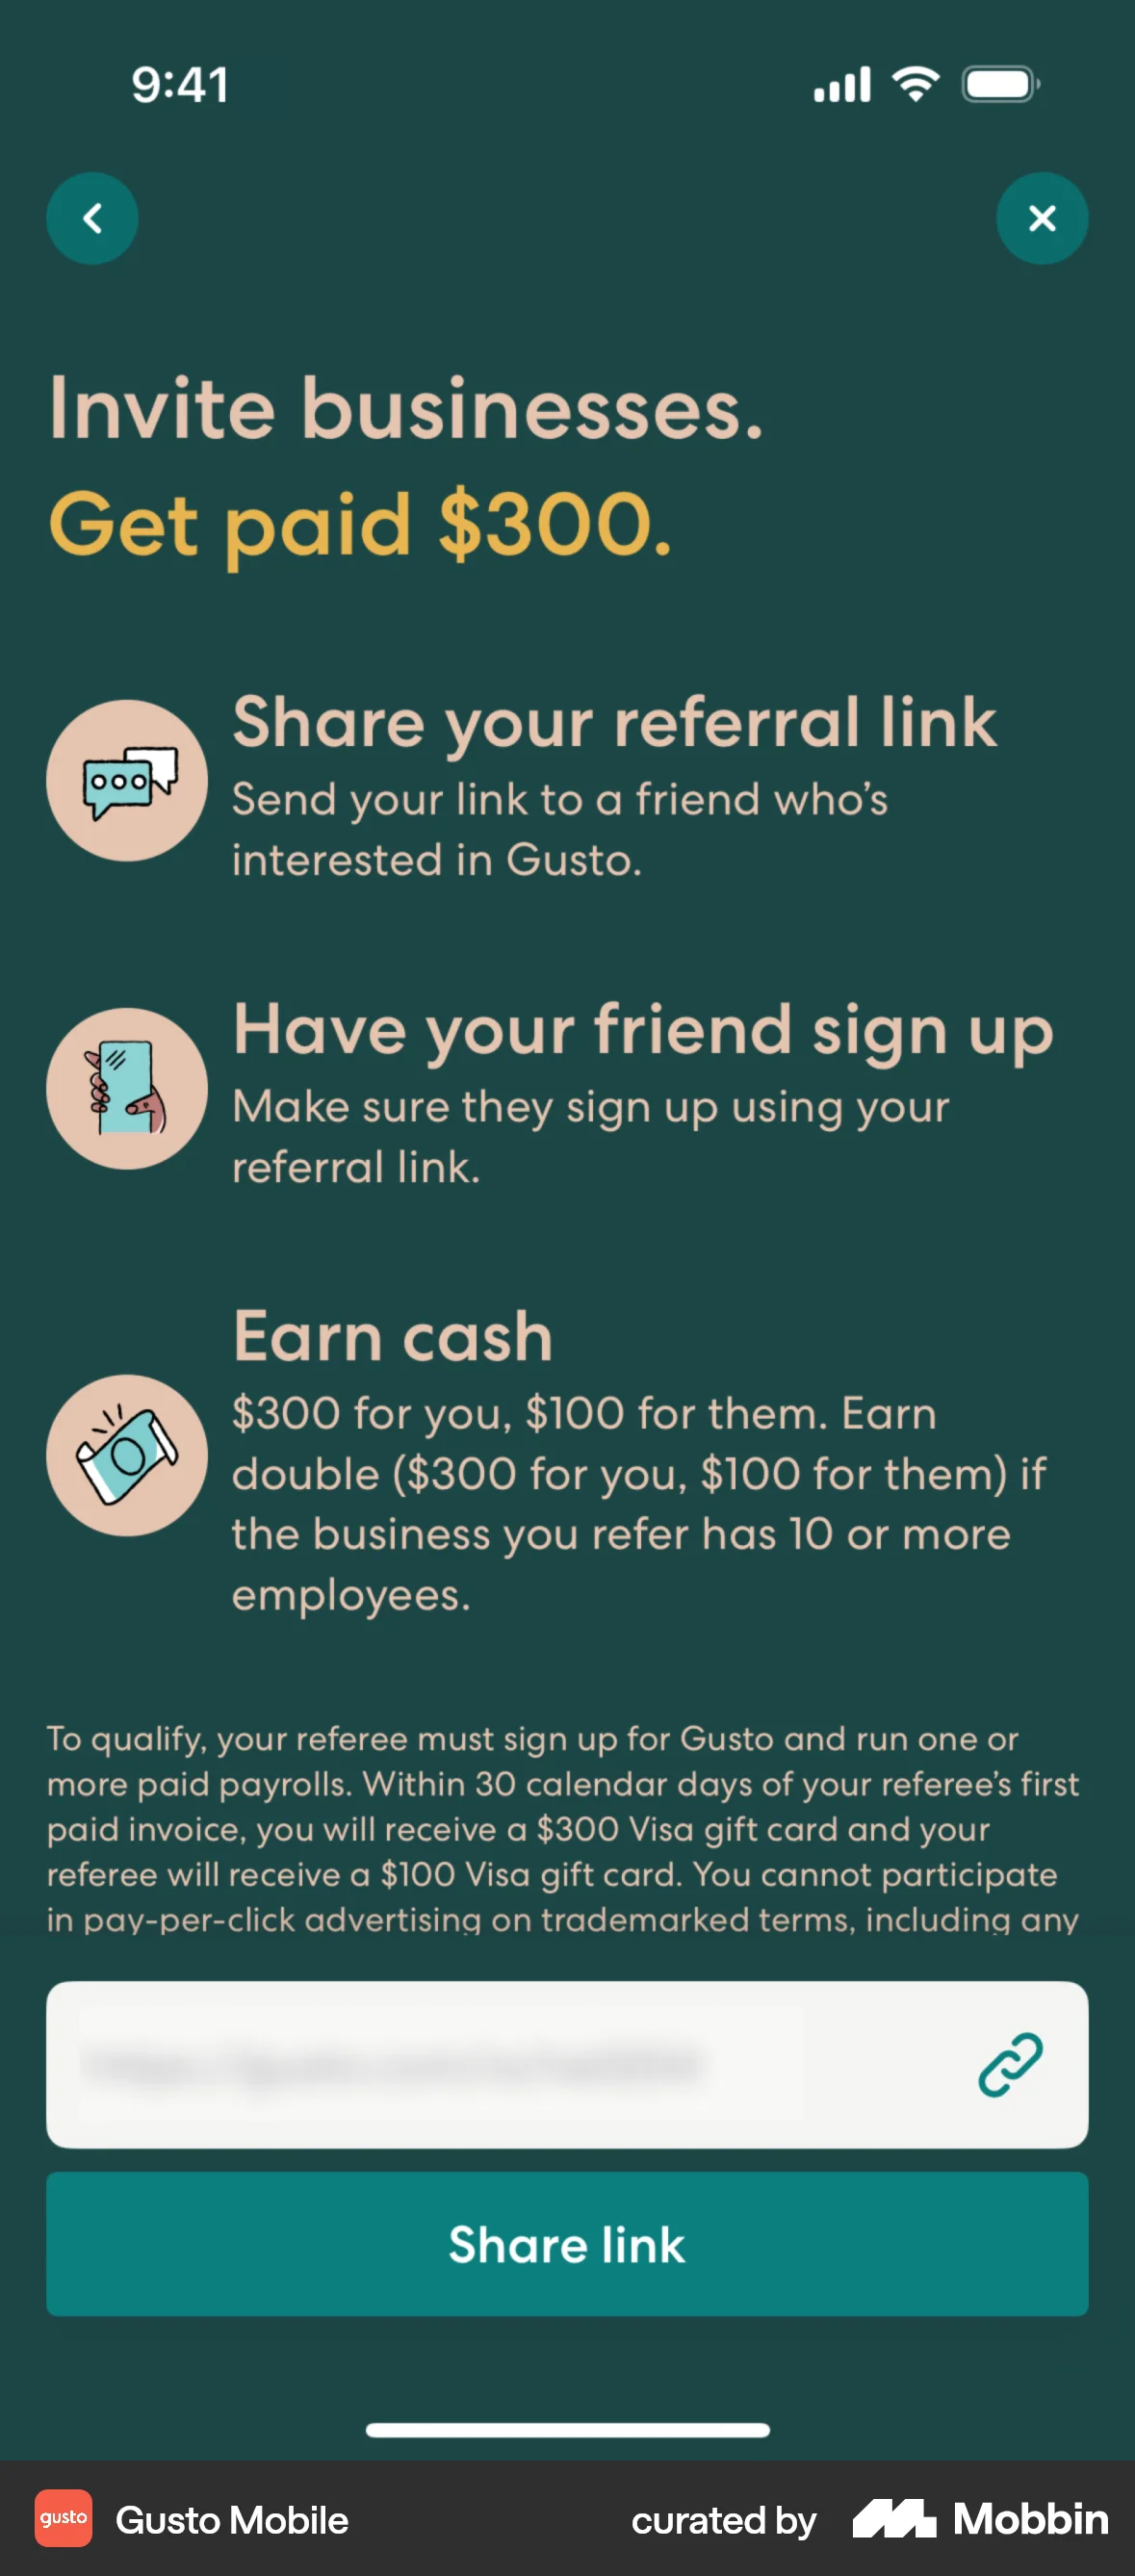 9:41
Invite businesses.
Get paid $300.
Share your referral link
Send your link to a friend who's
interested in Gusto.
Have your friend sign up
Make sure they sign up using your
referral link.
Earn cash
$300 for you, $100 for them. Earn
double ($300 for you, $100 for them) if
the business you refer has 10 or more
employees.
To qualify, your referee must sign up for Gusto and run one or
more paid payrolls. Within 30 calendar days of your referee's first
paid invoice, you will receive a $300 Visa gift card and your
referee will receive a $100 Visa gift card. You cannot participate
in pay-per-click advertising on trademarked terms, including any
Share link
gusto Gusto Mobile curated by Mobbin